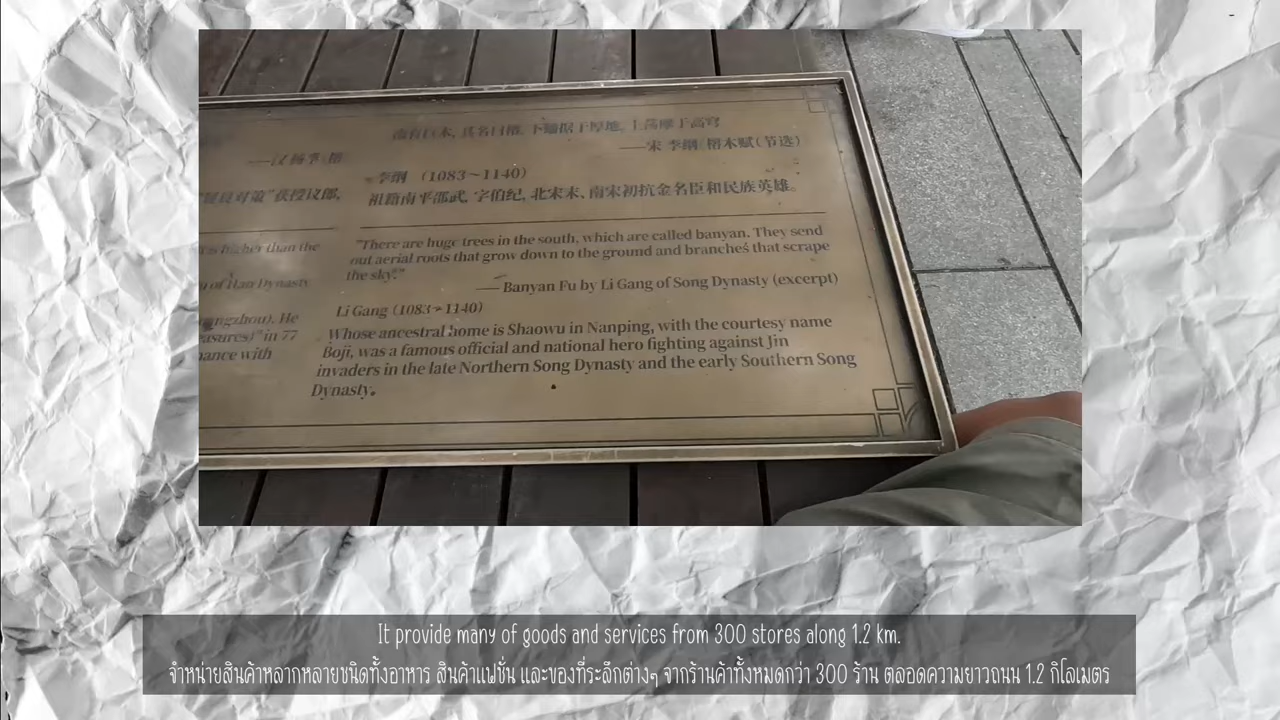 南有巨木, 其名曰榕, 下
——宋 李纲 榕木赋(节选)
——汉 杨孚
李纲 (1083~1140)
祖籍南平邵武, 字伯纪, 北宋末、南宋初抗金名臣和民族英雄。
higher than the
of Han Dynasty
He
in 77
"There are huge trees in the south, which are called banyan. They send
out aerial roots that grow down to the ground and branches that scrape
the sky."
—— Banyan Fu by Li Gang of Song Dynasty (excerpt)
Li Gang (1083~1140)
Whose ancestral home is Shaowu in Nanping, with the courtesy name
Boji, was a famous official and national hero fighting against Jin
invaders in the late Northern Song Dynasty and the early Southern Song
Dynasty.
It provide many of goods and services from 300 stores along 1.2 km.
จำหน่ายสินค้าหลากหลายชนิดทั้งอาหาร สินค้าแฟชั่น และของที่ระลึกต่างๆ จากร้านค้าทั้งหมดกว่า 300 ร้าน ตลอดความยาวถนน 1.2 กิโลเมตร